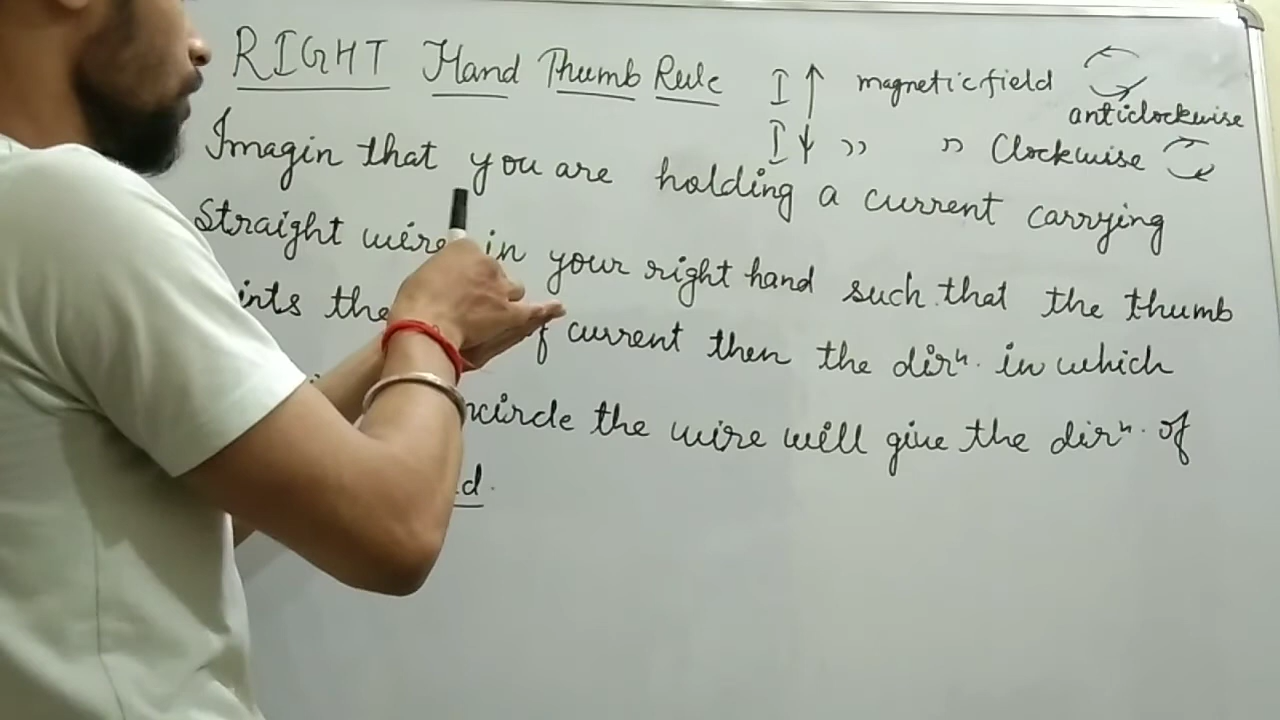 RIGHT Hand Thumb Rule
I ↑ magnetic field anticlockwise
I ↓ " " Clockwise
Imagin that you are holding a current carrying
Straight wire in your right hand such that the thumb
ints the f current then the dirⁿ. in which
ncircle the wire will give the dirⁿ. of
d.